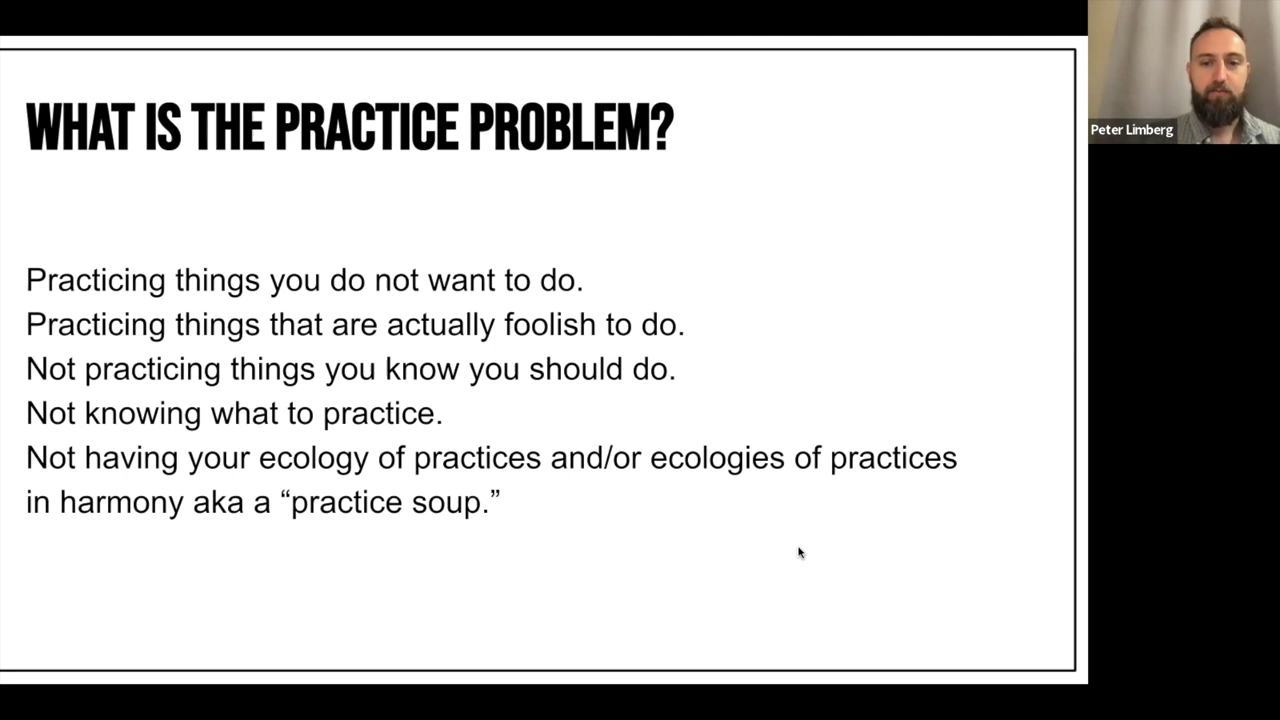 WHAT IS THE PRACTICE PROBLEM?
Practicing things you do not want to do.
Practicing things that are actually foolish to do.
Not practicing things you know you should do.
Not knowing what to practice.
Not having your ecology of practices and/or ecologies of practices
in harmony aka a “practice soup.”
Peter Limberg